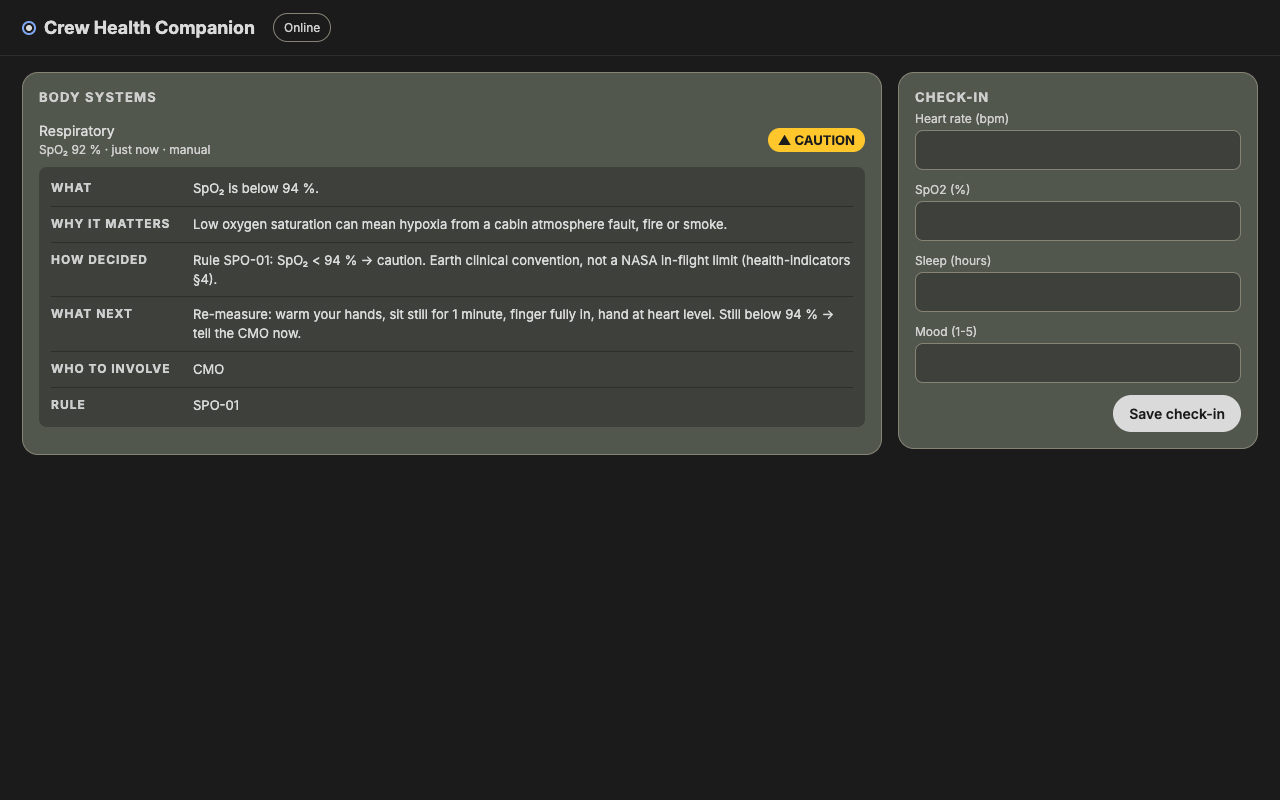 Crew Health Companion
Online
BODY SYSTEMS
Respiratory
SpO₂ 92 % · just now · manual
▲ CAUTION
WHAT
SpO₂ is below 94 %.
WHY IT MATTERS
Low oxygen saturation can mean hypoxia from a cabin atmosphere fault, fire or smoke.
HOW DECIDED
Rule SPO-01: SpO₂ < 94 % → caution. Earth clinical convention, not a NASA in-flight limit (health-indicators
§4).
WHAT NEXT
Re-measure: warm your hands, sit still for 1 minute, finger fully in, hand at heart level. Still below 94 % →
tell the CMO now.
WHO TO INVOLVE
CMO
RULE
SPO-01
CHECK-IN
Heart rate (bpm)
SpO2 (%)
Sleep (hours)
Mood (1-5)
Save check-in